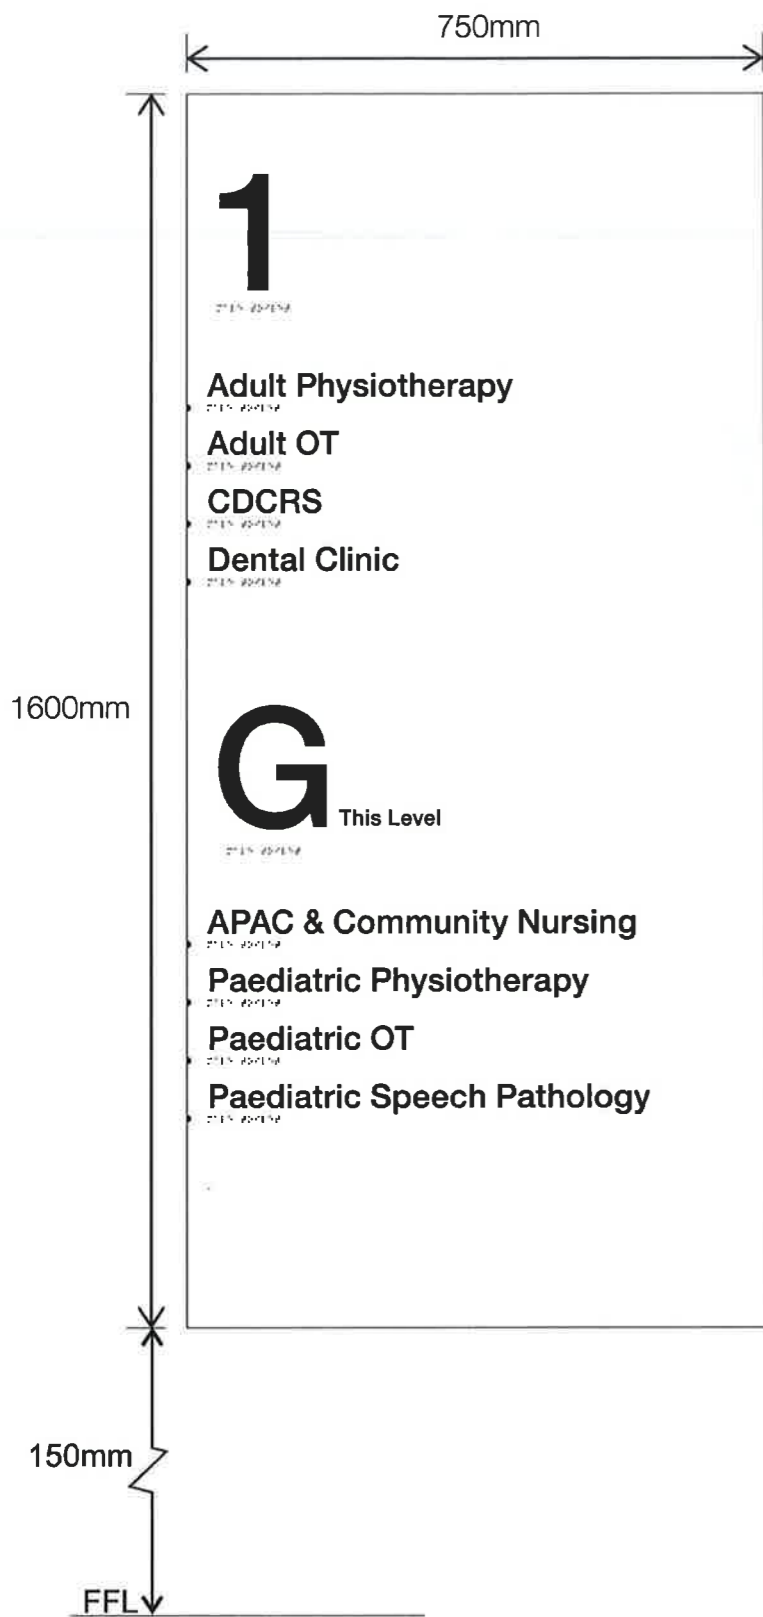 750mm
1
Adult Physiotherapy
Adult OT
CDCRS
Dental Clinic
1600mm
G This Level
APAC & Community Nursing
Paediatric Physiotherapy
Paediatric OT
Paediatric Speech Pathology
150mm
FFL